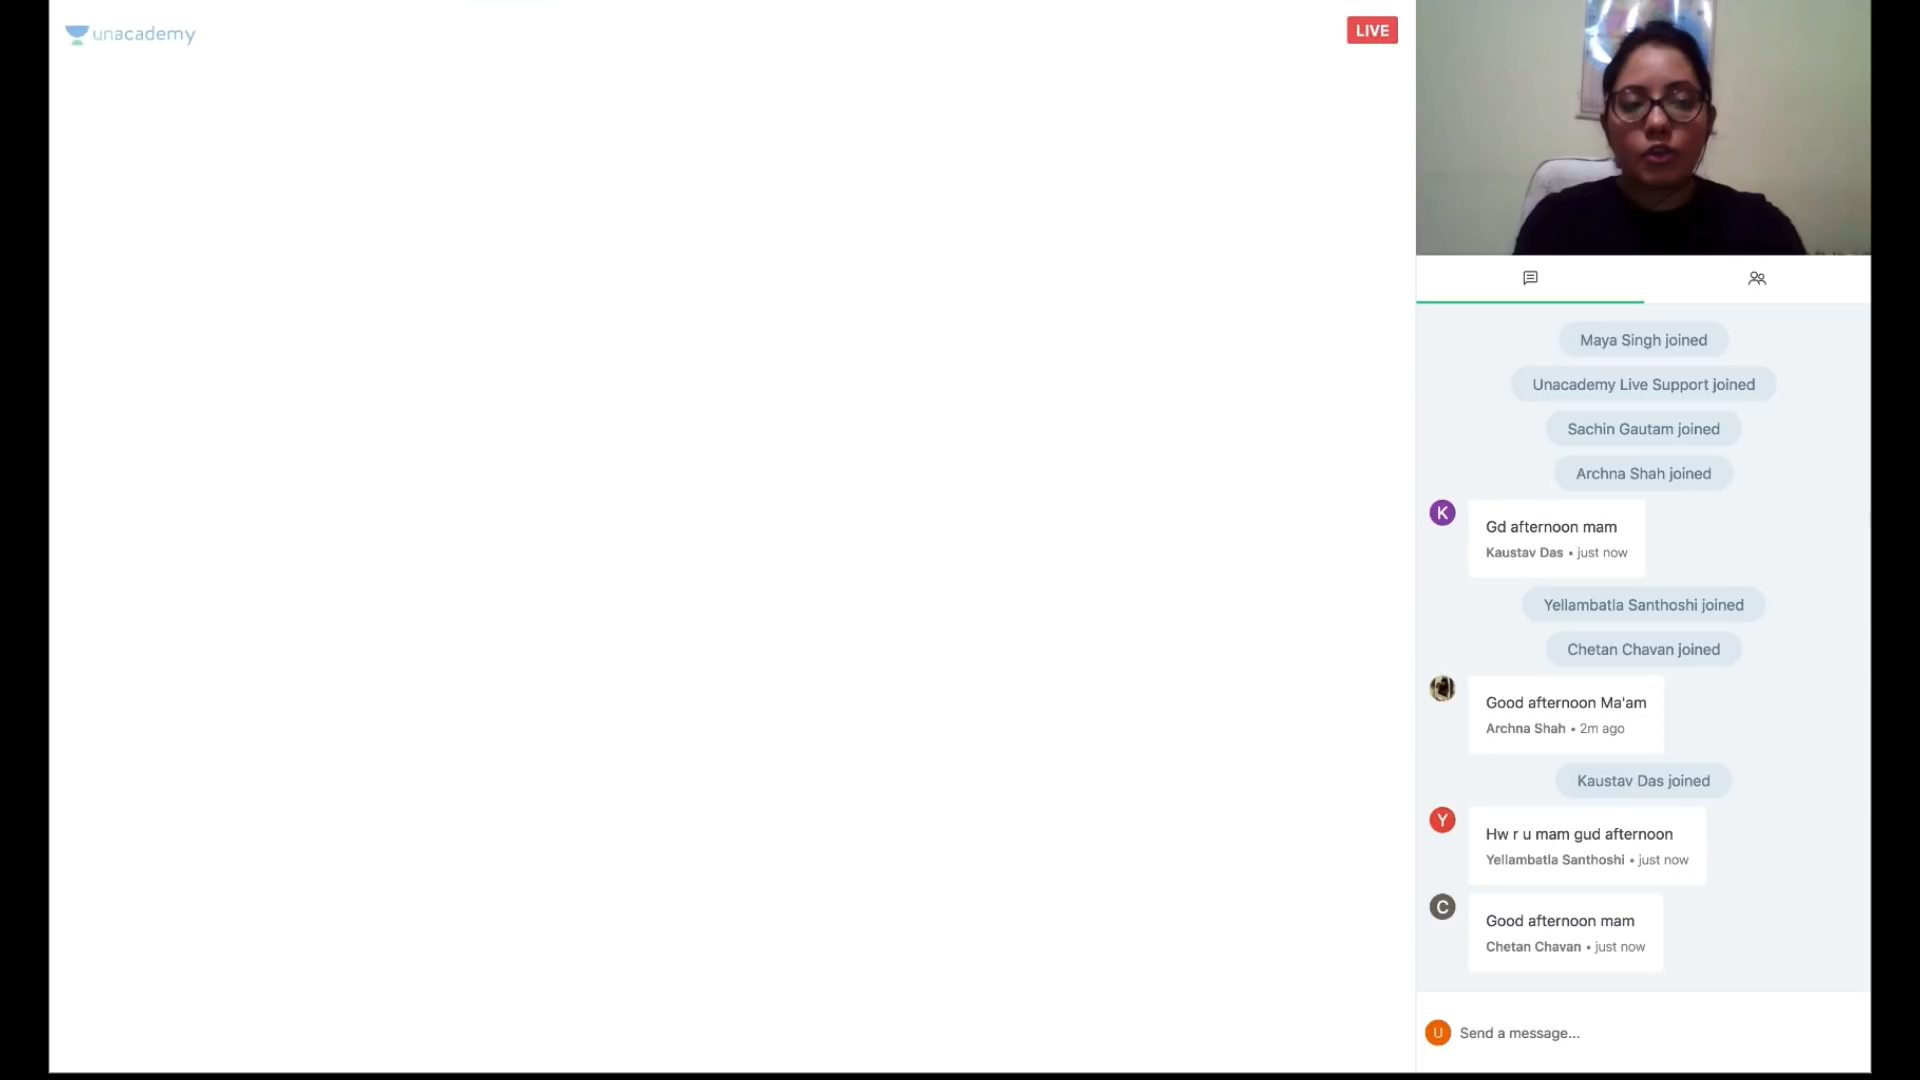 unacademy
LIVE
Maya Singh joined
Unacademy Live Support joined
Sachin Gautam joined
Archna Shah joined
K
Gd afternoon mam
Kaustav Das • just now
Yellambatla Santhoshi joined
Chetan Chavan joined
Good afternoon Ma'am
Archna Shah • 2m ago
Kaustav Das joined
Y
Hw r u mam gud afternoon
Yellambatla Santhoshi • just now
C
Good afternoon mam
Chetan Chavan • just now
U
Send a message...